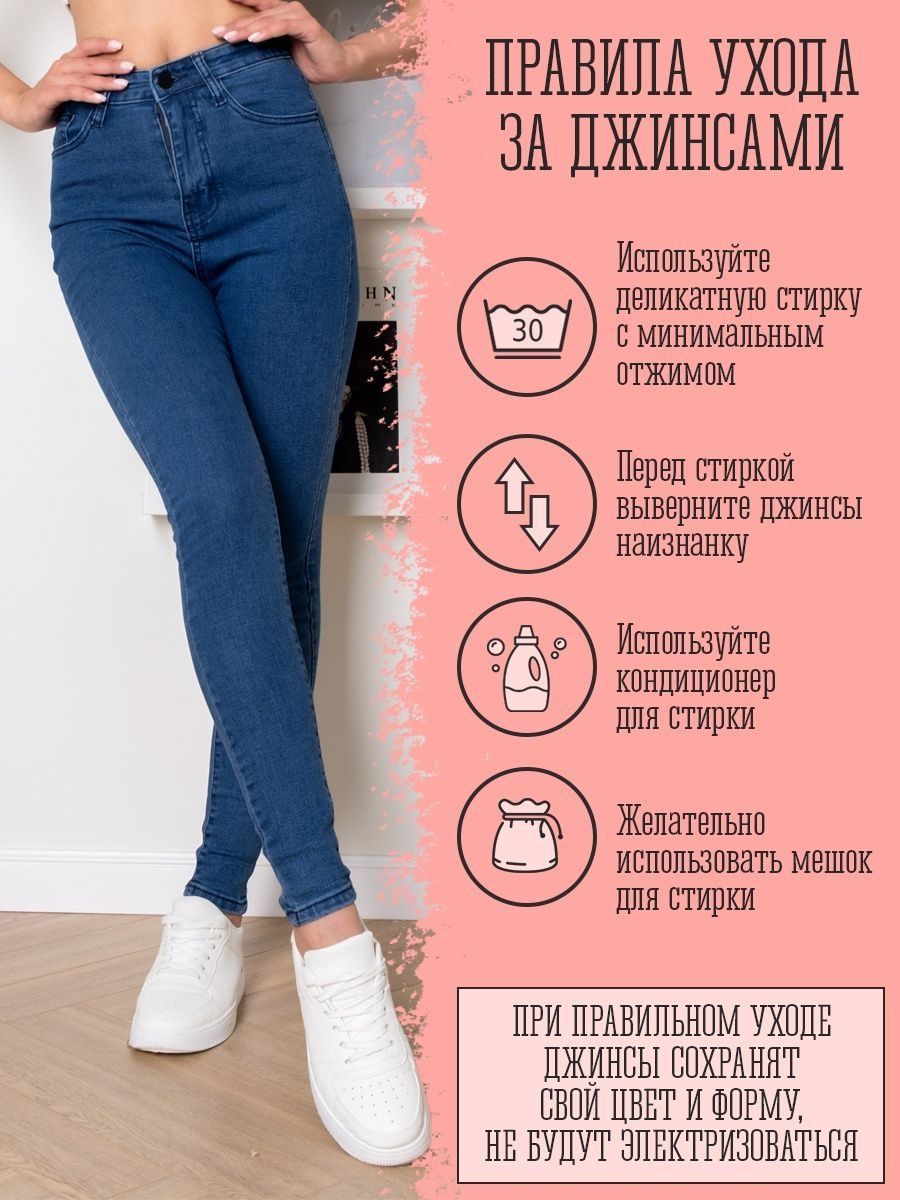 ПРАВИЛА УХОДА
ЗА ДЖИНСАМИ
30
Используйте
деликатную стирку
с минимальным
отжимом
Перед стиркой
выверните джинсы
наизнанку
Используйте
кондиционер
для стирки
Желательно
использовать мешок
для стирки
ПРИ ПРАВИЛЬНОМ УХОДЕ
ДЖИНСЫ СОХРАНЯТ
СВОЙ ЦВЕТ И ФОРМУ,
НЕ БУДУТ ЭЛЕКТРИЗОВАТЬСЯ